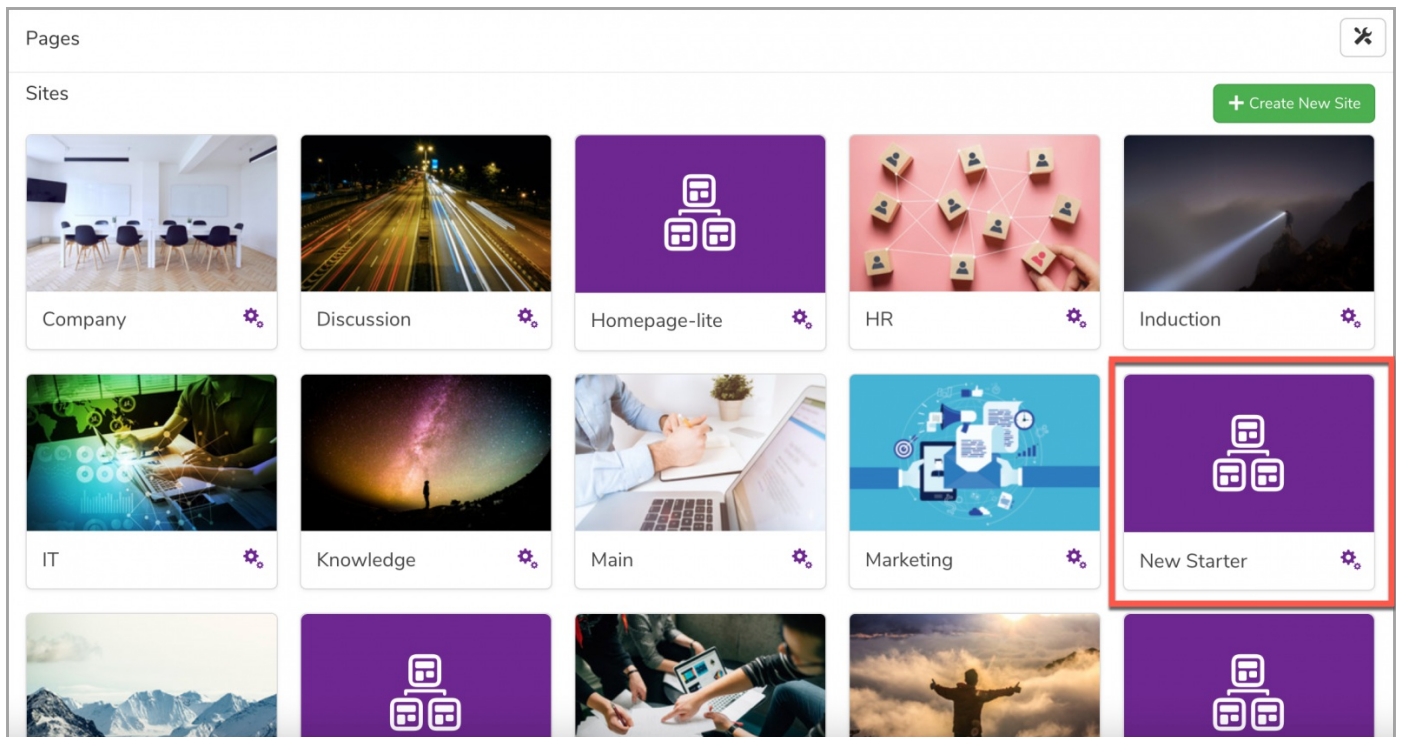 Pages
Sites
Create New Site
Company
Discussion
Homepage-lite
HR
Induction
IT
Knowledge
Main
Marketing
New Starter